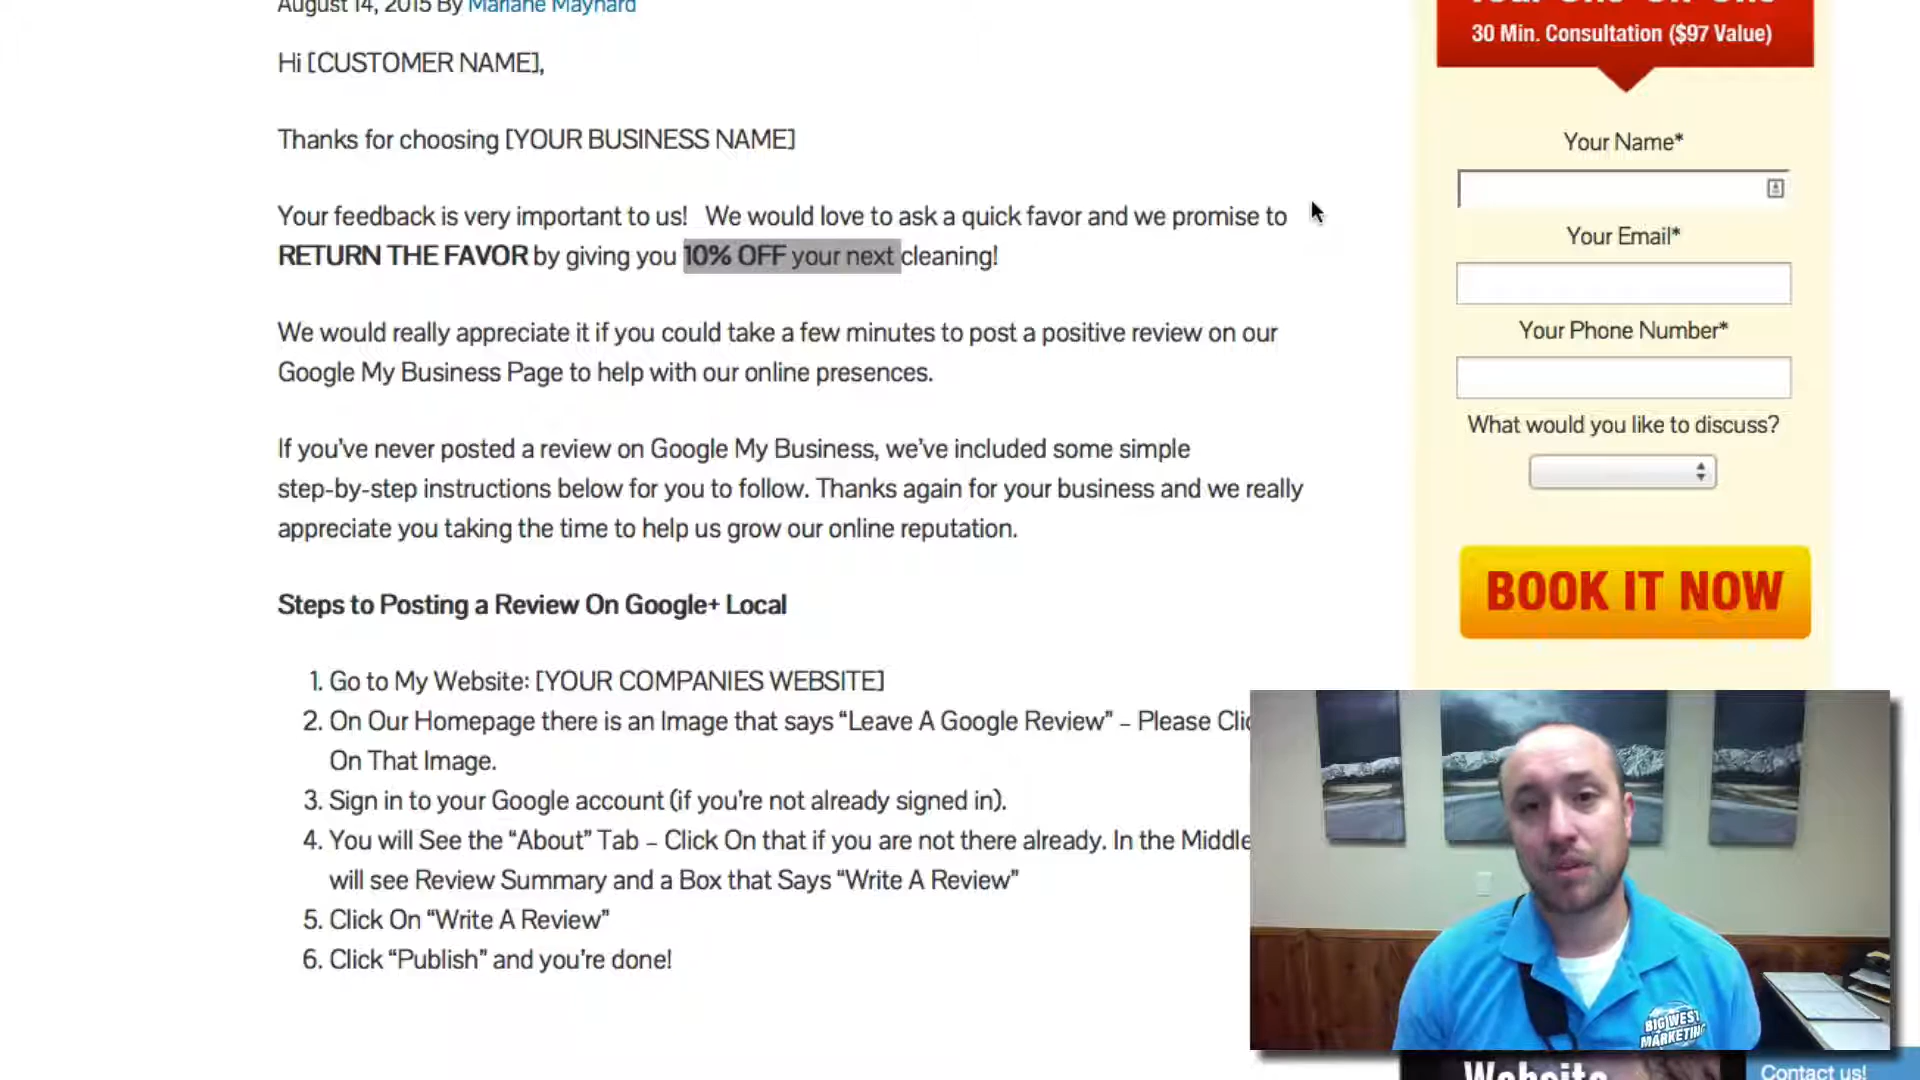 August 14, 2015 By Mariane Maynard
Hi [CUSTOMER NAME],
Thanks for choosing [YOUR BUSINESS NAME]
Your feedback is very important to us!   We would love to ask a quick favor and we promise to
RETURN THE FAVOR by giving you 10% OFF your next cleaning!
We would really appreciate it if you could take a few minutes to post a positive review on our
Google My Business Page to help with our online presences.
If you’ve never posted a review on Google My Business, we’ve included some simple
step-by-step instructions below for you to follow. Thanks again for your business and we really
appreciate you taking the time to help us grow our online reputation.
Steps to Posting a Review On Google+ Local
1. Go to My Website: [YOUR COMPANIES WEBSITE]
2. On Our Homepage there is an Image that says “Leave A Google Review” – Please Clic
On That Image.
3. Sign in to your Google account (if you’re not already signed in).
4. You will See the “About” Tab – Click On that if you are not there already. In the Middle
will see Review Summary and a Box that Says “Write A Review”
5. Click On “Write A Review”
6. Click “Publish” and you’re done!
Your One-On-One
30 Min. Consultation ($97 Value)
Your Name*
Your Email*
Your Phone Number*
What would you like to discuss?
BOOK IT NOW
BIG WEST
MARKETING
Website
Contact us!